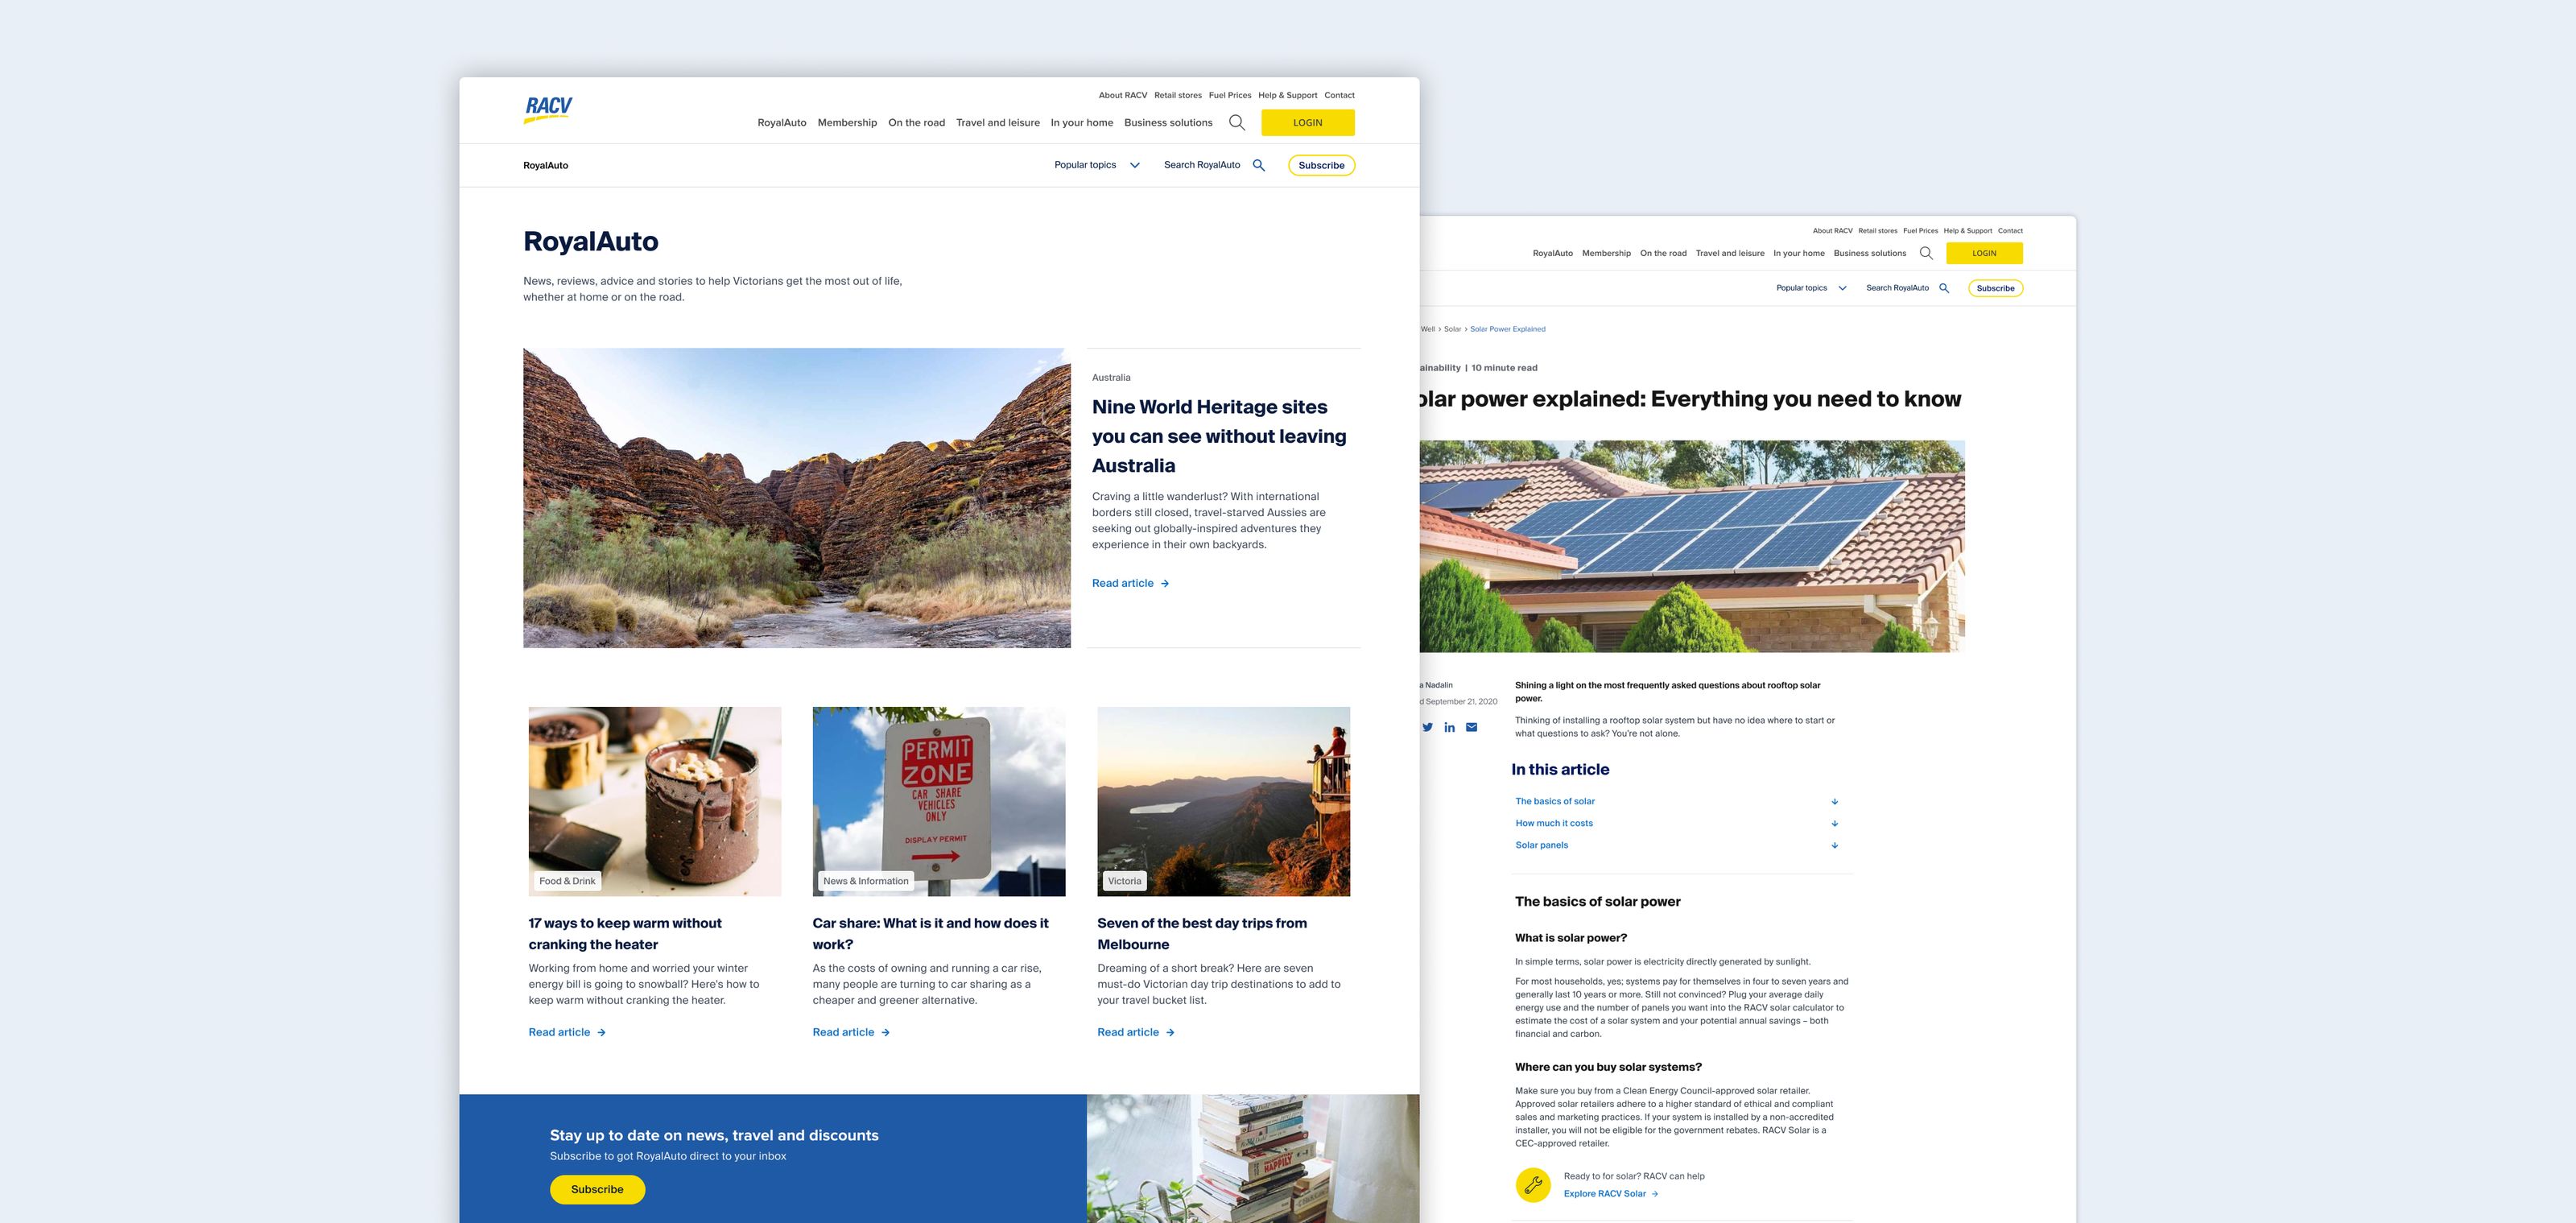 RACV
About RACV Retail stores Fuel Prices Help & Support Contact
RoyalAuto Membership On the road Travel and leisure In your home Business solutions LOGIN
RoyalAuto Popular topics Search RoyalAuto Subscribe
RoyalAuto
News, reviews, advice and stories to help Victorians get the most out of life,
whether at home or on the road.
Australia
Nine World Heritage sites
you can see without leaving
Australia
Craving a little wanderlust? With international
borders still closed, travel-starved Aussies are
seeking out globally-inspired adventures they
experience in their own backyards.
Read article
Food & Drink
17 ways to keep warm without
cranking the heater
Working from home and worried your winter
energy bill is going to snowball? Here's how to
keep warm without cranking the heater.
Read article
PERMIT
ZONE
CAR SHARE
VEHICLES
ONLY
DISPLAY PERMIT
News & Information
Car share: What is it and how does it
work?
As the costs of owning and running a car rise,
many people are turning to car sharing as a
cheaper and greener alternative.
Read article
Victoria
Seven of the best day trips from
Melbourne
Dreaming of a short break? Here are seven
must-do Victorian day trip destinations to add to
your travel bucket list.
Read article
Stay up to date on news, travel and discounts
Subscribe to got RoyalAuto direct to your inbox
Subscribe
HAPPILY
About RACV Retail stores Fuel Prices Help & Support Contact
RoyalAuto Membership On the road Travel and leisure In your home Business solutions LOGIN
Popular topics Search RoyalAuto Subscribe
Well > Solar > Solar Power Explained
ainability | 10 minute read
olar power explained: Everything you need to know
a Nadalin
d September 21, 2020
Shining a light on the most frequently asked questions about rooftop solar
power.
Thinking of installing a rooftop solar system but have no idea where to start or
what questions to ask? You're not alone.
In this article
The basics of solar
How much it costs
Solar panels
The basics of solar power
What is solar power?
In simple terms, solar power is electricity directly generated by sunlight.
For most households, yes; systems pay for themselves in four to seven years and
generally last 10 years or more. Still not convinced? Plug your average daily
energy use and the number of panels you want into the RACV solar calculator to
estimate the cost of a solar system and your potential annual savings – both
financial and carbon.
Where can you buy solar systems?
Make sure you buy from a Clean Energy Council-approved solar retailer.
Approved solar retailers adhere to a higher standard of ethical and compliant
sales and marketing practices. If your system is installed by a non-accredited
installer, you will not be eligible for the government rebates. RACV Solar is a
CEC-approved retailer.
Ready to for solar? RACV can help
Explore RACV Solar